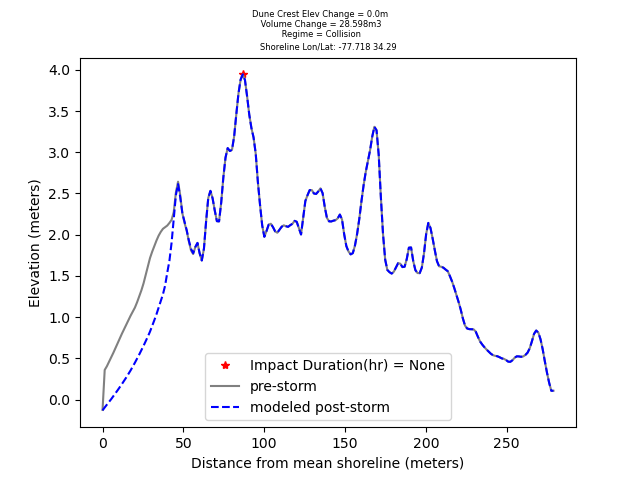 Dune Crest Elev Change = 0.0m
Volume Change = 28.598m3
Regime = Collision
Shoreline Lon/Lat: -77.718 34.29
4.0
3.5
3.0
2.5
2.0
1.5
1.0
0.5
0.0
Elevation (meters)
Impact Duration(hr) = None
pre-storm
modeled post-storm
0 50 100 150 200 250
Distance from mean shoreline (meters)